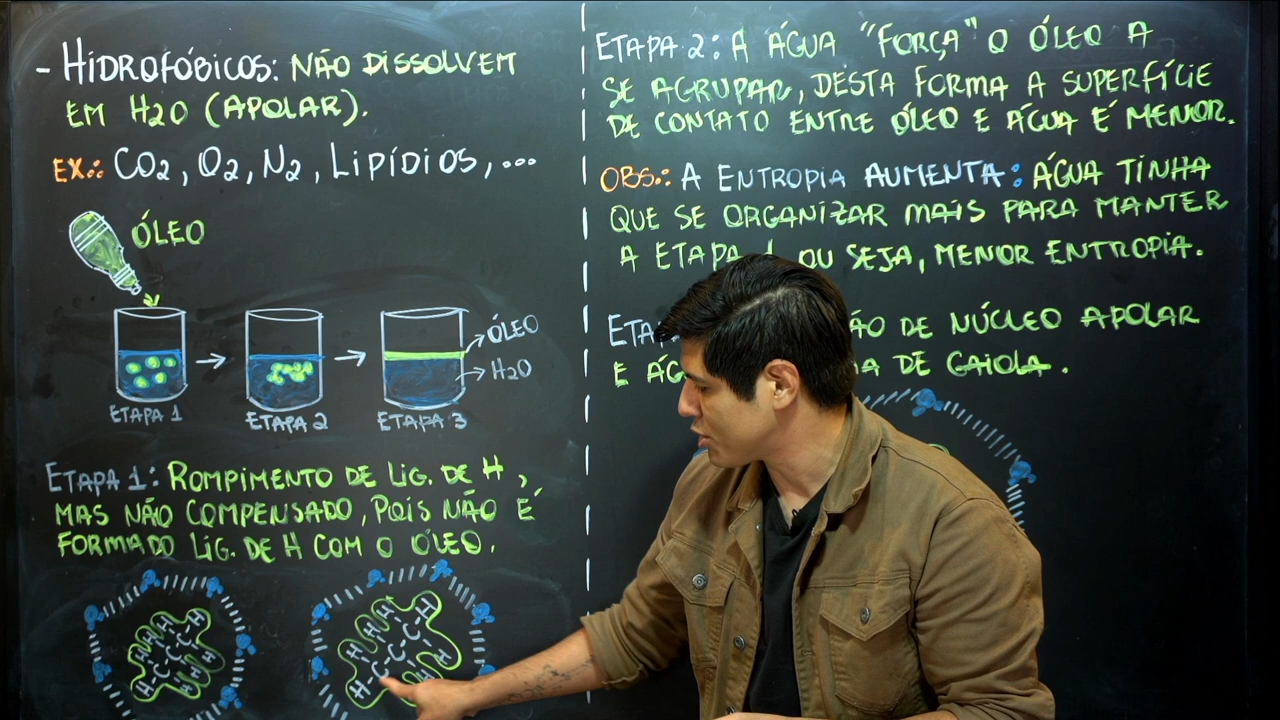 - HIDROFÓBICOS: NÃO DISSOLVEM
EM H2O (APOLAR).
EX.: CO2, O2, N2, LIPÍDIOS, ...
ÓLEO
ÓLEO
H2O
ETAPA 1
ETAPA 2
ETAPA 3
ETAPA 1: ROMPIMENTO DE LIG. DE H,
MAS NÃO COMPENSADO, POIS NÃO É
FORMADO LIG. DE H COM O ÓLEO.
ETAPA 2: A ÁGUA "FORÇA" O ÓLEO A
SE AGRUPAR, DESTA FORMA A SUPERFÍCIE
DE CONTATO ENTRE ÓLEO E ÁGUA É MENOR.
OBS.: A ENTROPIA AUMENTA: ÁGUA TINHA
QUE SE ORGANIZAR MAIS PARA MANTER
A ETAPA OU SEJA, MENOR ENTROPIA.
DE NÚCLEO APOLAR
E DE GAIOLA.